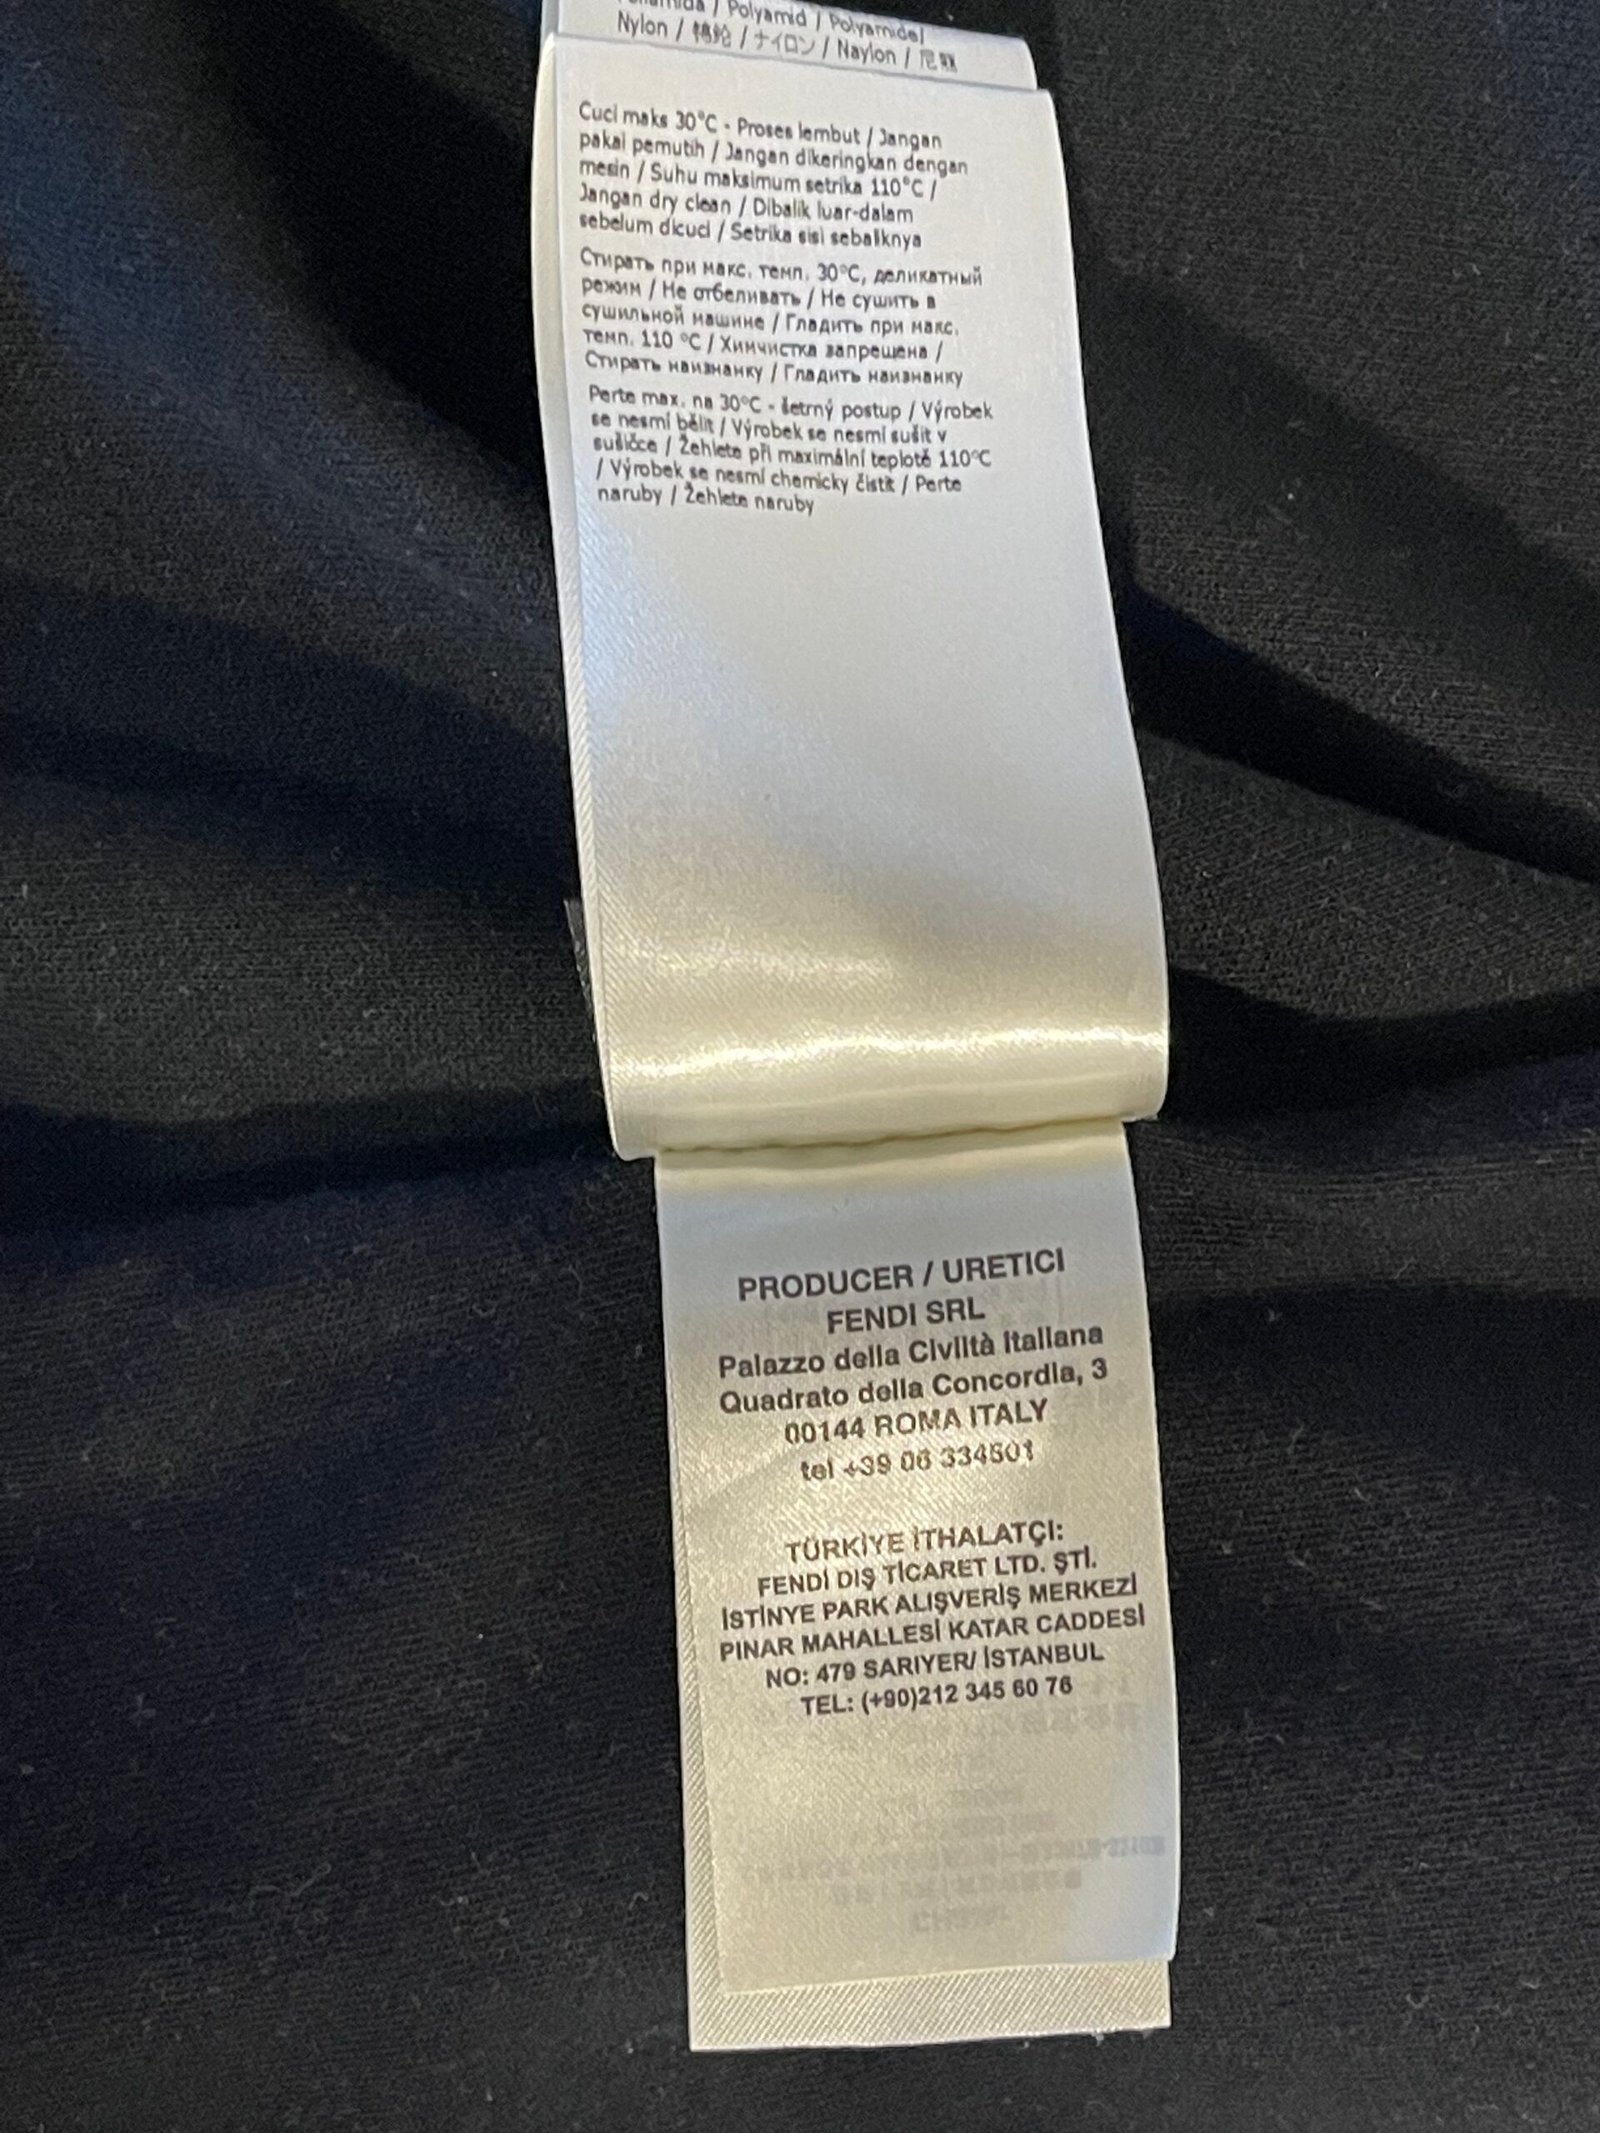 / Polyamid / Polyamide/
Nylon / 錦綸 / ナイロン / Naylon / 尼龍
Cuci maks 30°C - Proses lembut / Jangan
pakai pemutih / Jangan dikeringkan dengan
mesin / Suhu maksimum setrika 110°C /
Jangan dry clean / Dibalik luar-dalam
sebelum dicuci / Setrika sisi sebaliknya
Стирать при макс. темп. 30°C, деликатный
режим / Не отбеливать / Не сушить в
сушильной машине / Гладить при макс.
темп. 110 °C / Химчистка запрещена /
Стирать наизнанку / Гладить наизнанку
Perte max. na 30°C - šetrný postup / Výrobek
se nesmí bělit / Výrobek se nesmí sušit v
sušičce / Žehlete při maximální teplotě 110°C
/ Výrobek se nesmí chemicky čistit / Perte
naruby / Žehlete naruby
PRODUCER / URETICI
FENDI SRL
Palazzo della Civiltà Italiana
Quadrato della Concordia, 3
00144 ROMA ITALY
tel +39 06 334501
TÜRKİYE İTHALATÇI:
FENDİ DIŞ TİCARET LTD. ŞTİ.
İSTİNYE PARK ALIŞVERİŞ MERKEZİ
PINAR MAHALLESİ KATAR CADDESİ
NO: 479 SARIYER/ İSTANBUL
TEL: (+90)212 345 60 76